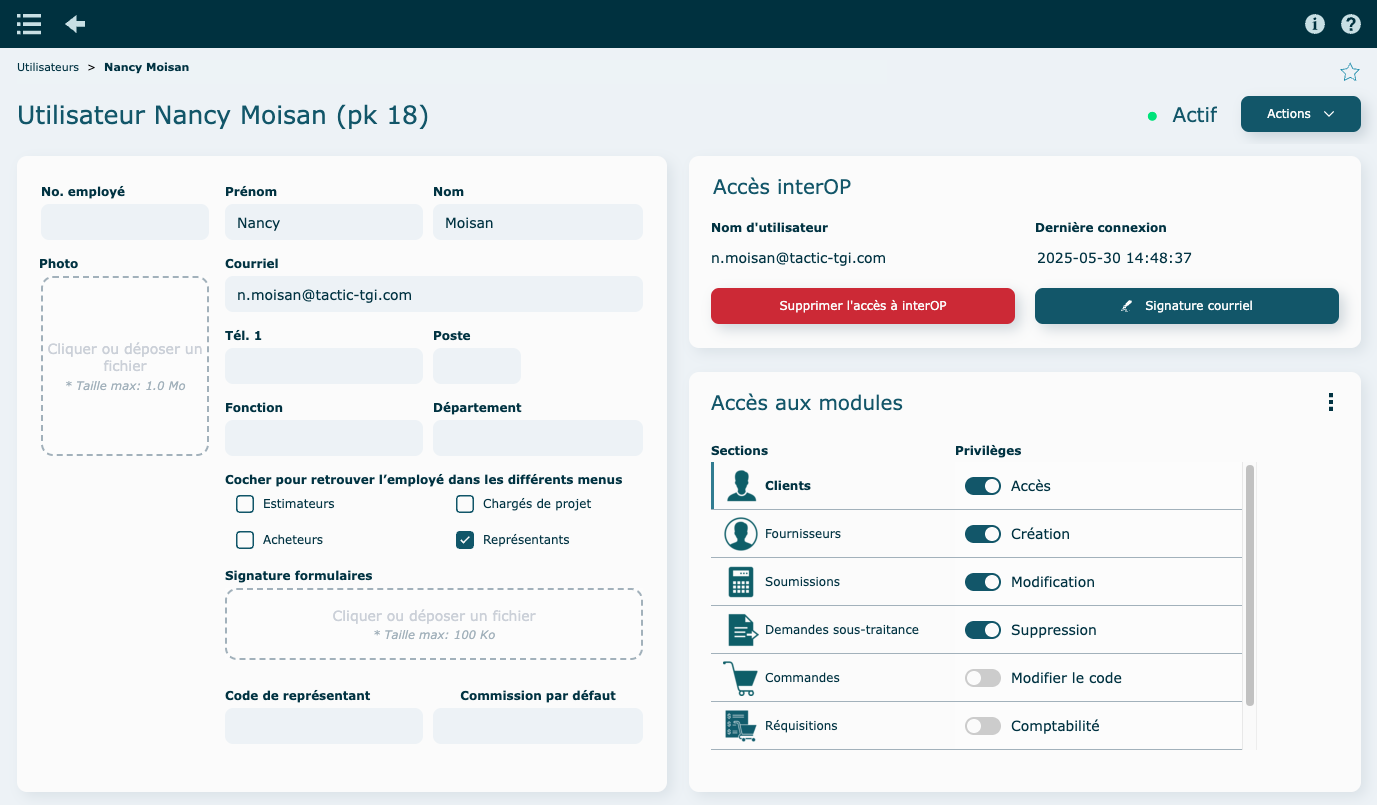 Utilisateurs > Nancy Moisan
Utilisateur Nancy Moisan (pk 18)
Actif
Actions
No. employé
Prénom
Nom
Nancy
Moisan
Photo
Courriel
n.moisan@tactic-tgi.com
Cliquer ou déposer un
fichier
* Taille max: 1.0 Mo
Tél. 1
Poste
Fonction
Département
Cocher pour retrouver l’employé dans les différents menus
Estimateurs
Chargés de projet
Acheteurs
Représentants
Signature formulaires
Cliquer ou déposer un fichier
* Taille max: 100 Ko
Code de représentant
Commission par défaut
Accès interOP
Nom d'utilisateur
Dernière connexion
n.moisan@tactic-tgi.com
2025-05-30 14:48:37
Supprimer l'accès à interOP
Signature courriel
Accès aux modules
Sections
Privilèges
Clients
Accès
Fournisseurs
Création
Soumissions
Modification
Demandes sous-traitance
Suppression
Commandes
Modifier le code
Réquisitions
Comptabilité